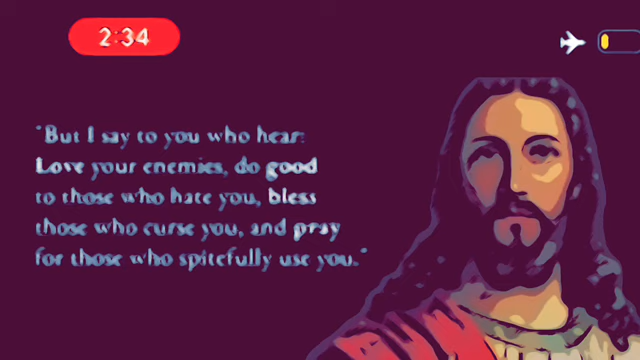 2:34
"But I say to you who hear:
Love your enemies, do good
to those who hate you, bless
those who curse you, and pray
for those who spitefully use you."